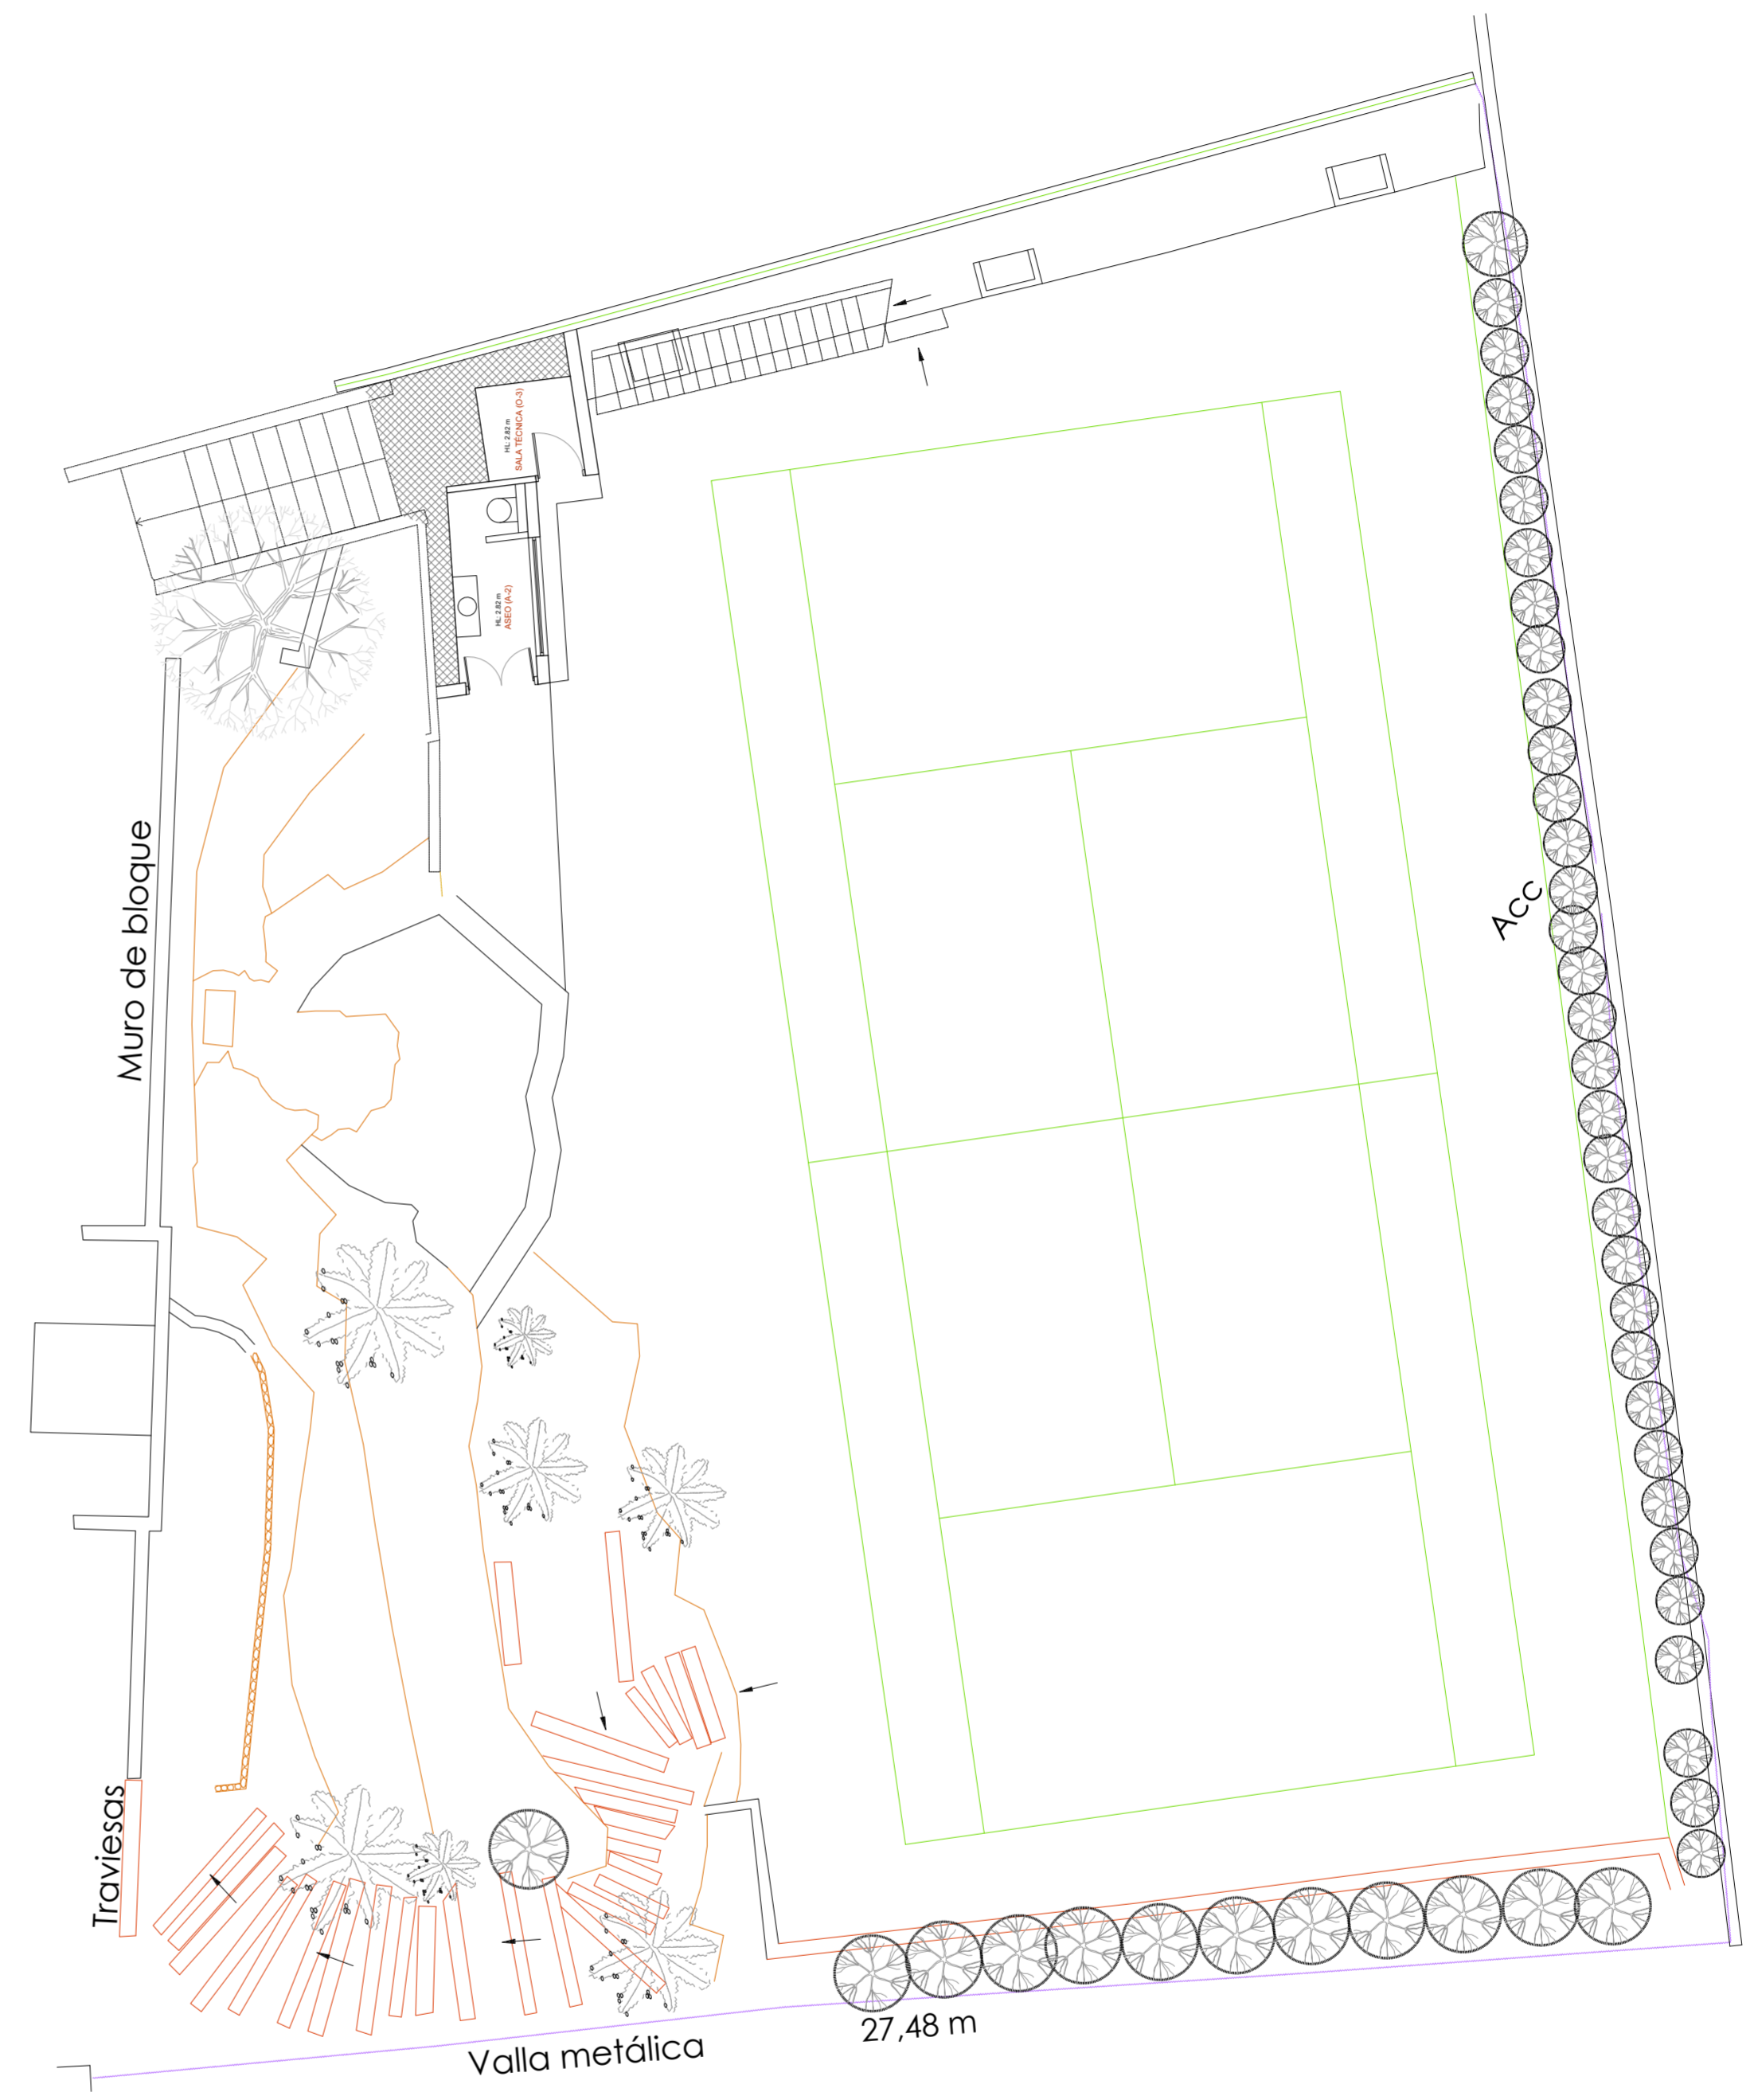 HL: 2.82 m
SALA TÉCNICA (O-3)
HL: 2.82 m
ASEO (A-2)
Muro de bloque
Acc
Traviesas
27,48 m
Valla metálica